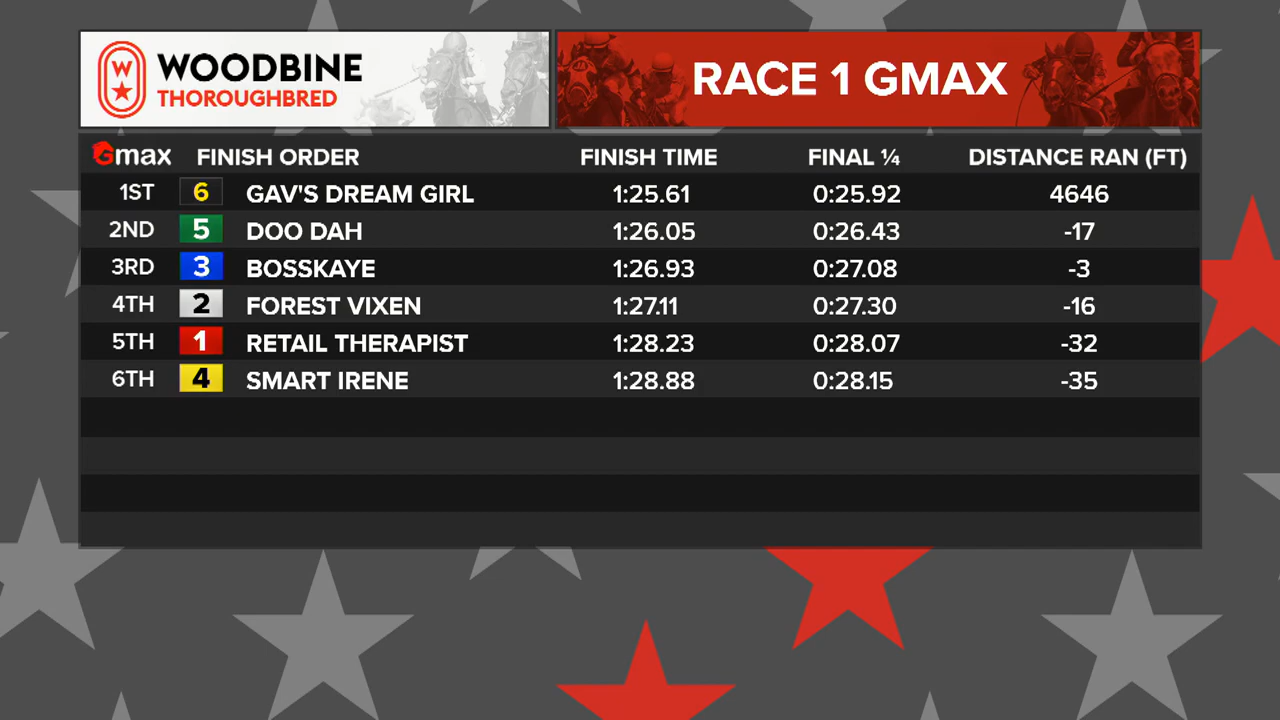 W
WOODBINE
THOROUGHBRED
RACE 1 GMAX
Gmax FINISH ORDER FINISH TIME FINAL ¼ DISTANCE RAN (FT)
1ST 6 GAV'S DREAM GIRL 1:25.61 0:25.92 4646
2ND 5 DOO DAH 1:26.05 0:26.43 -17
3RD 3 BOSSKAYE 1:26.93 0:27.08 -3
4TH 2 FOREST VIXEN 1:27.11 0:27.30 -16
5TH 1 RETAIL THERAPIST 1:28.23 0:28.07 -32
6TH 4 SMART IRENE 1:28.88 0:28.15 -35